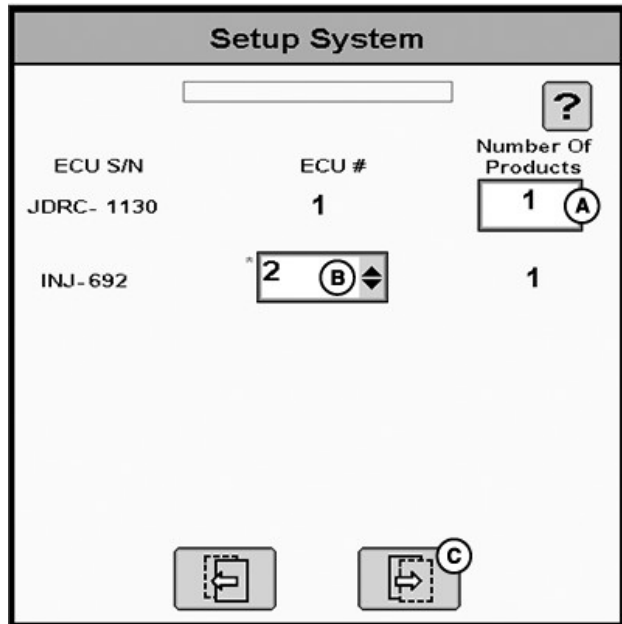 Setup System
?
ECU S/N ECU # Number Of Products
JDRC- 1130 1 1 A
INJ-692 * 2 B 1
C